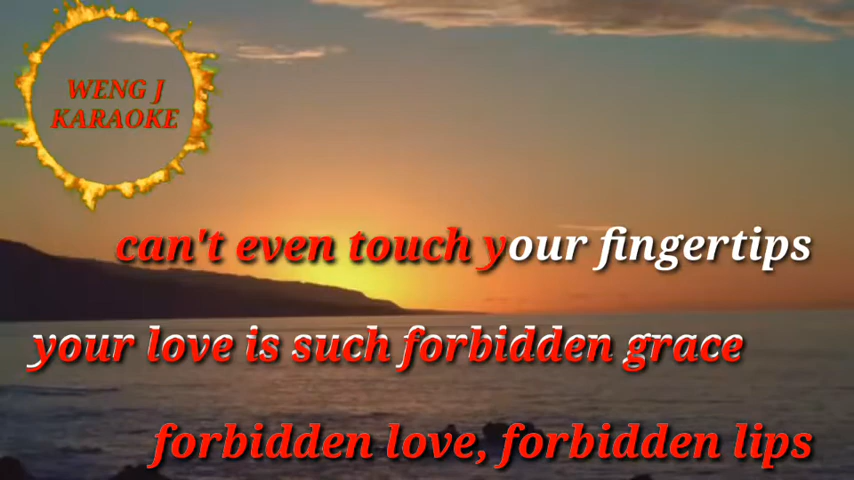 WENG J
KARAOKE
can't even touch your fingertips
your love is such forbidden grace
forbidden love, forbidden lips